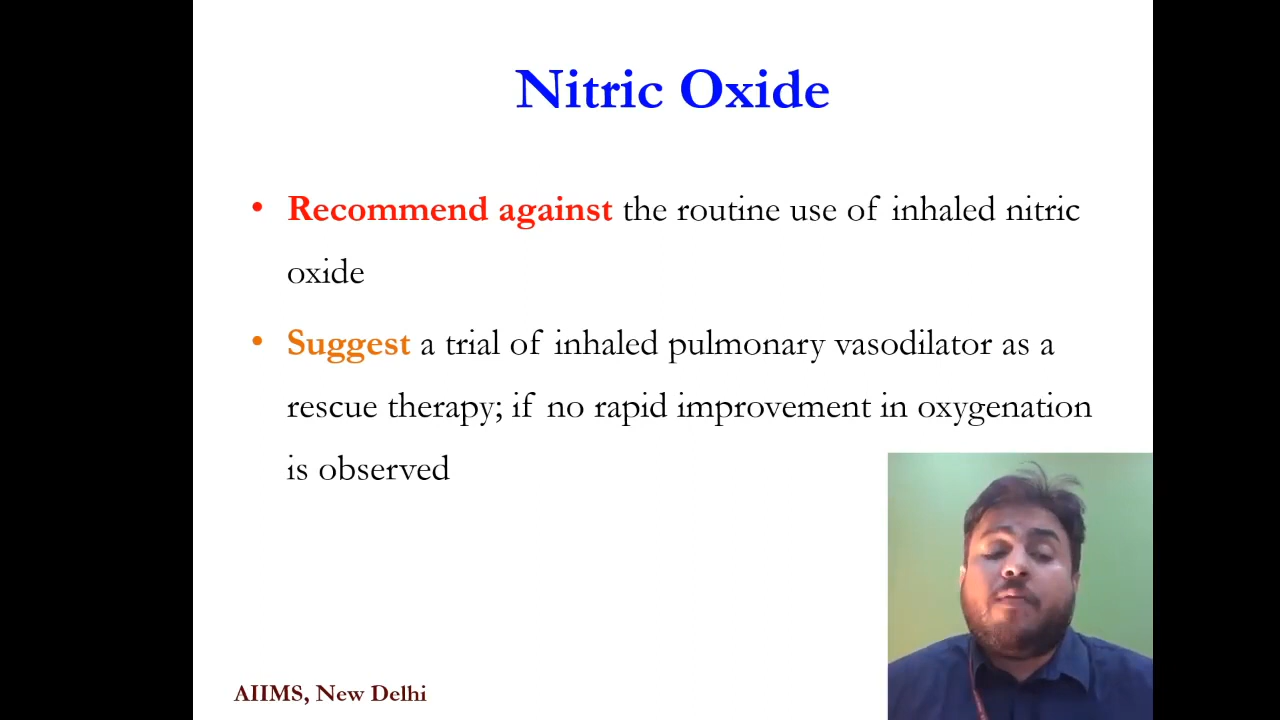 Nitric Oxide
• Recommend against the routine use of inhaled nitric
oxide
• Suggest a trial of inhaled pulmonary vasodilator as a
rescue therapy; if no rapid improvement in oxygenation
is observed
AIIMS, New Delhi